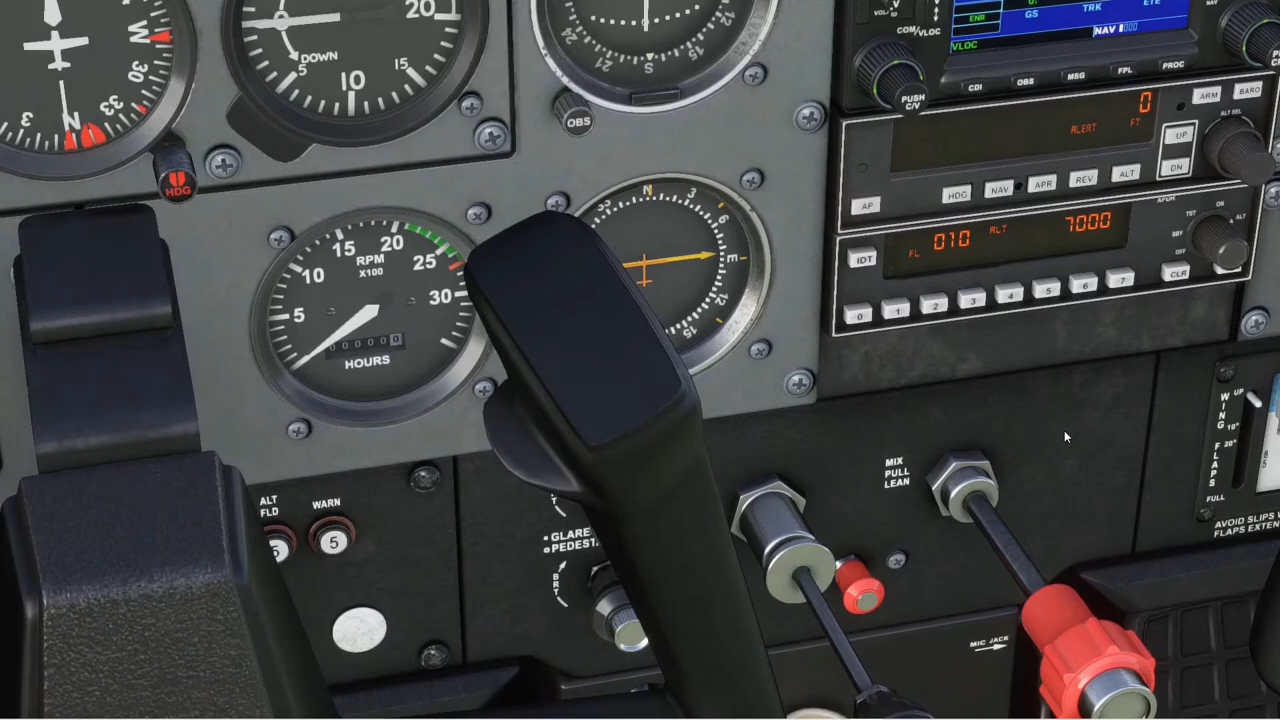 W
30
33
N
3
HDG
20
15
10
5
DOWN
24
21
S
15
12
OBS
ENR
GS
TRK
ETE
NAV
VLOC
COM/VLOC
PUSH
C/V
CDI
OBS
MSG
FPL
PROC
0
ALERT
FT
ARM
BARO
ALT SEL
UP
DN
AP
HDG
NAV
APR
REV
ALT
IDT
FL
010
ALT
7000
TST
ON
ALT
SBY
OFF
CLR
0
1
2
3
4
5
6
7
5
10
15
20
25
30
RPM
X100
00000
HOURS
N
3
6
E
12
15
33
ALT
FLD
WARN
5
5
GLARE
PEDEST
BRT
MIX
PULL
LEAN
MIC JACK
WING FLAPS
UP
10°
20°
FULL
AVOID SLIPS
FLAPS EXTEN